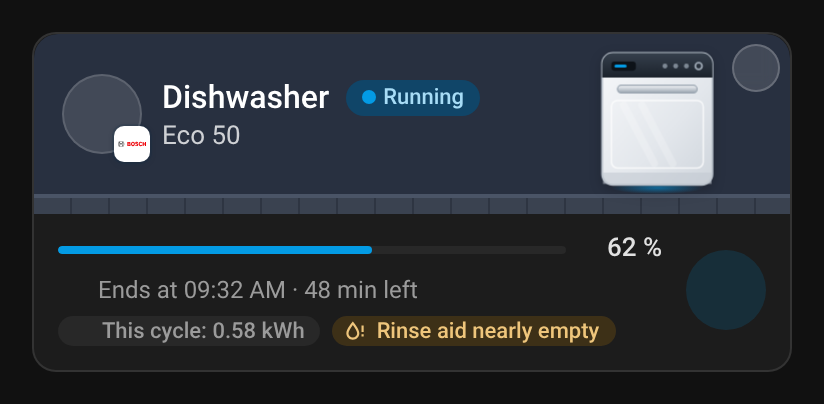 Dishwasher
Running
BOSCH
Eco 50
62 %
Ends at 09:32 AM · 48 min left
This cycle: 0.58 kWh
Rinse aid nearly empty